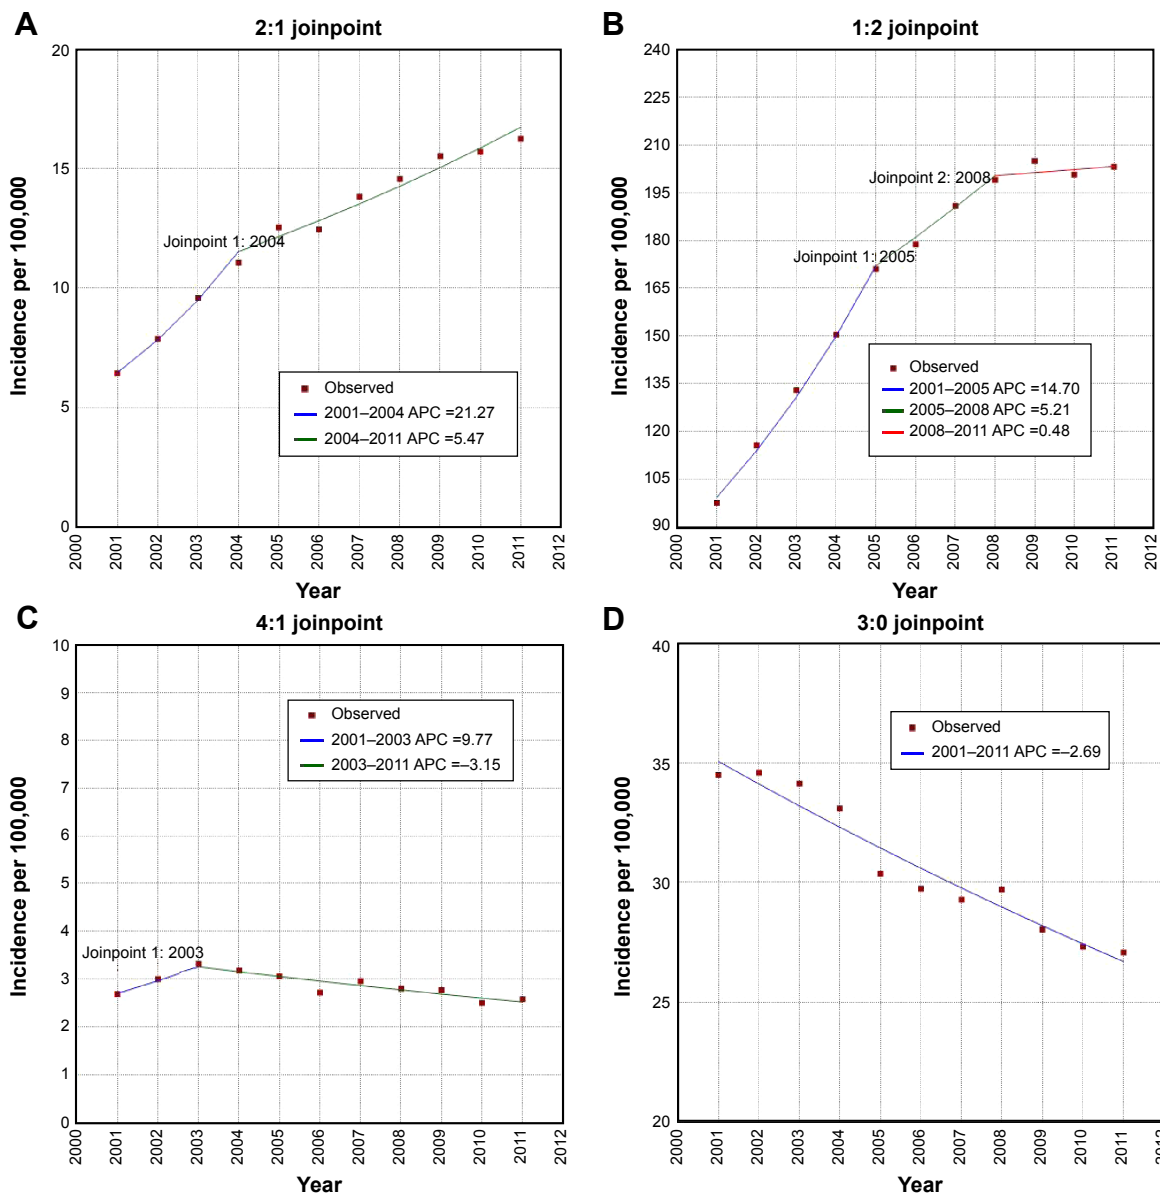 A
2:1 joinpoint
20
15
10
5
0
Incidence per 100,000
Joinpoint 1: 2004
Observed
2001–2004 APC =21.27
2004–2011 APC =5.47
2000 2001 2002 2003 2004 2005 2006 2007 2008 2009 2010 2011 2012
Year
B
1:2 joinpoint
240
225
210
195
180
165
150
135
120
105
90
Incidence per 100,000
Joinpoint 2: 2008
Joinpoint 1: 2005
Observed
2001–2005 APC =14.70
2005–2008 APC =5.21
2008–2011 APC =0.48
2000 2001 2002 2003 2004 2005 2006 2007 2008 2009 2010 2011 2012
Year
C
4:1 joinpoint
10
9
8
7
6
5
4
3
2
1
0
Incidence per 100,000
Observed
2001–2003 APC =9.77
2003–2011 APC =–3.15
Joinpoint 1: 2003
2000 2001 2002 2003 2004 2005 2006 2007 2008 2009 2010 2011 2012
Year
D
3:0 joinpoint
40
35
30
25
20
Incidence per 100,000
Observed
2001–2011 APC =–2.69
2000 2001 2002 2003 2004 2005 2006 2007 2008 2009 2010 2011 2012
Year